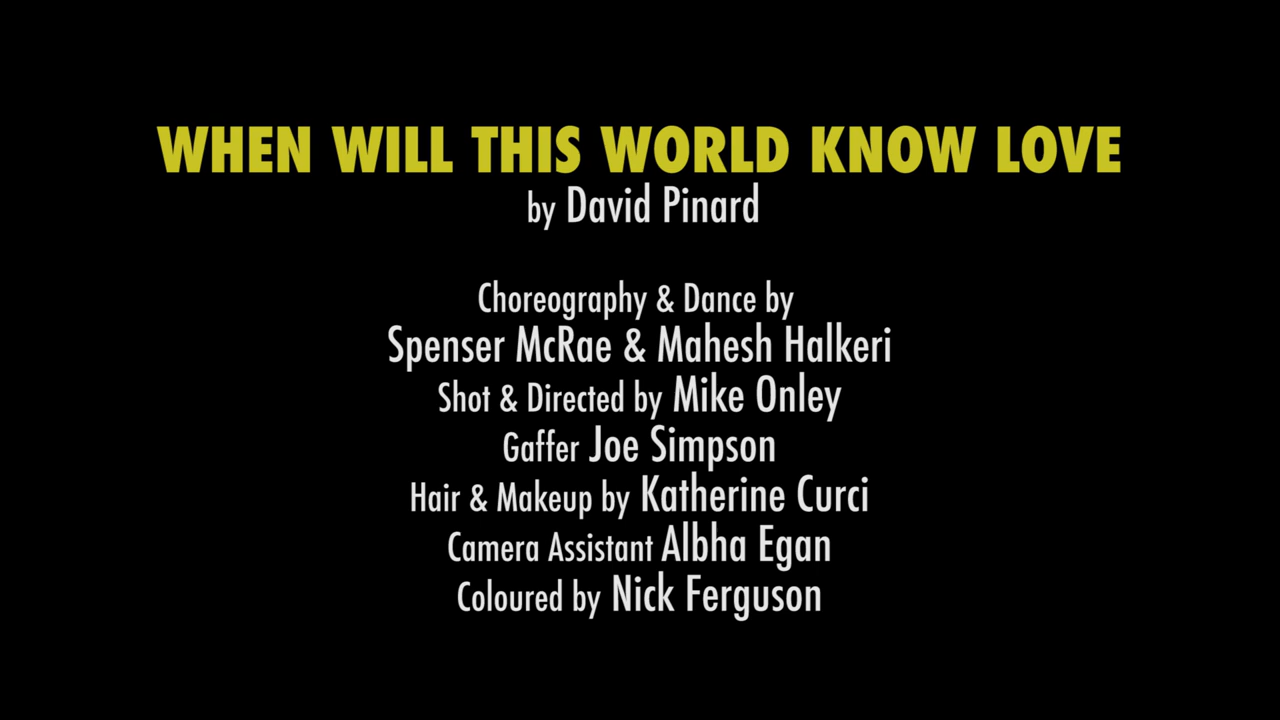 WHEN WILL THIS WORLD KNOW LOVE
by David Pinard
Choreography & Dance by
Spenser McRae & Mahesh Halkeri
Shot & Directed by Mike Onley
Gaffer Joe Simpson
Hair & Makeup by Katherine Curci
Camera Assistant Albha Egan
Coloured by Nick Ferguson